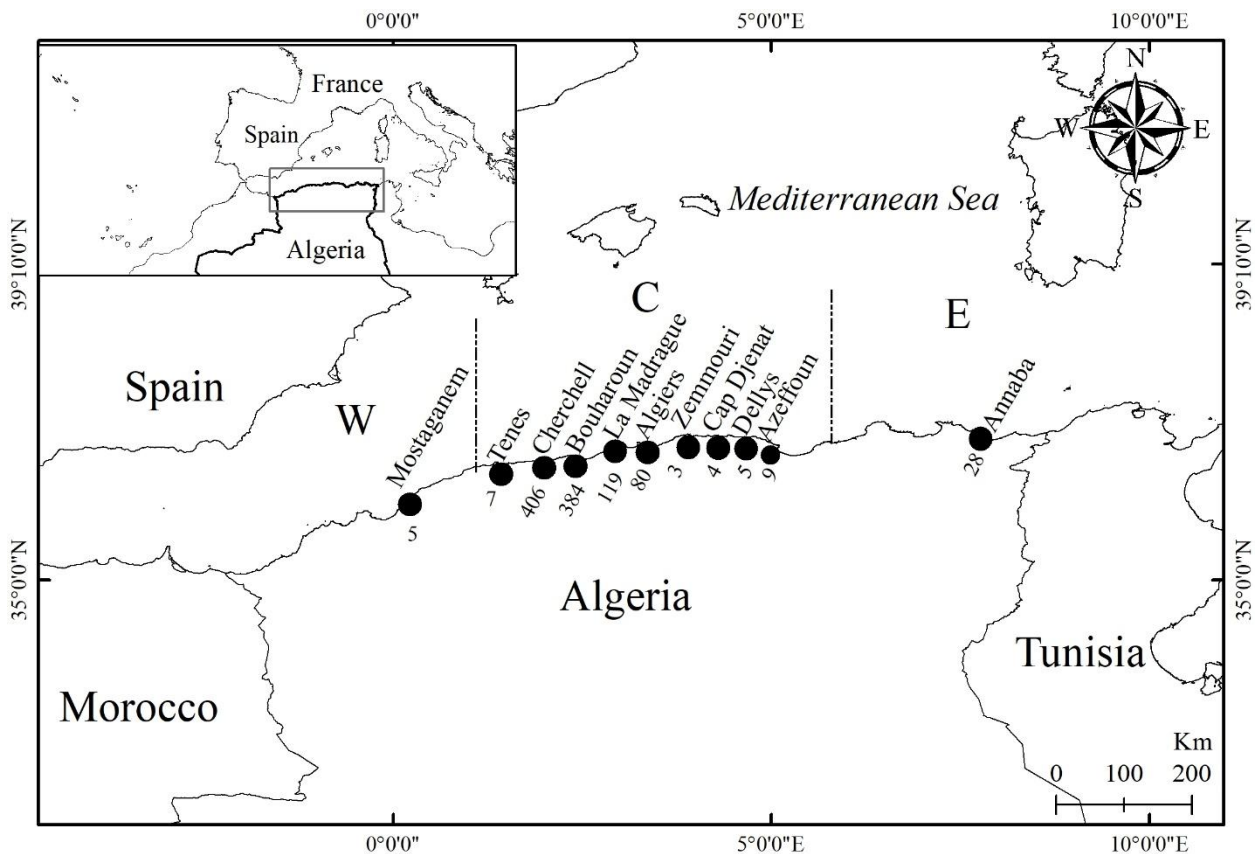 0°0'0"
5°0'0"E
10°0'0"E
France
Spain
Algeria
N
W
E
S
Mediterranean Sea
39°10'0"N
39°10'0"N
C
E
W
Spain
Mostaganem
Tenes
Cherchell
Bouharoun
La Madrague
Algiers
Zemmouri
Cap Djenat
Dellys
Azeffoun
Annaba
5
7
406
384
119
80
3
4
5
9
28
35°0'0"N
35°0'0"N
Algeria
Tunisia
Morocco
Km
0 100 200
0°0'0"
5°0'0"E
10°0'0"E